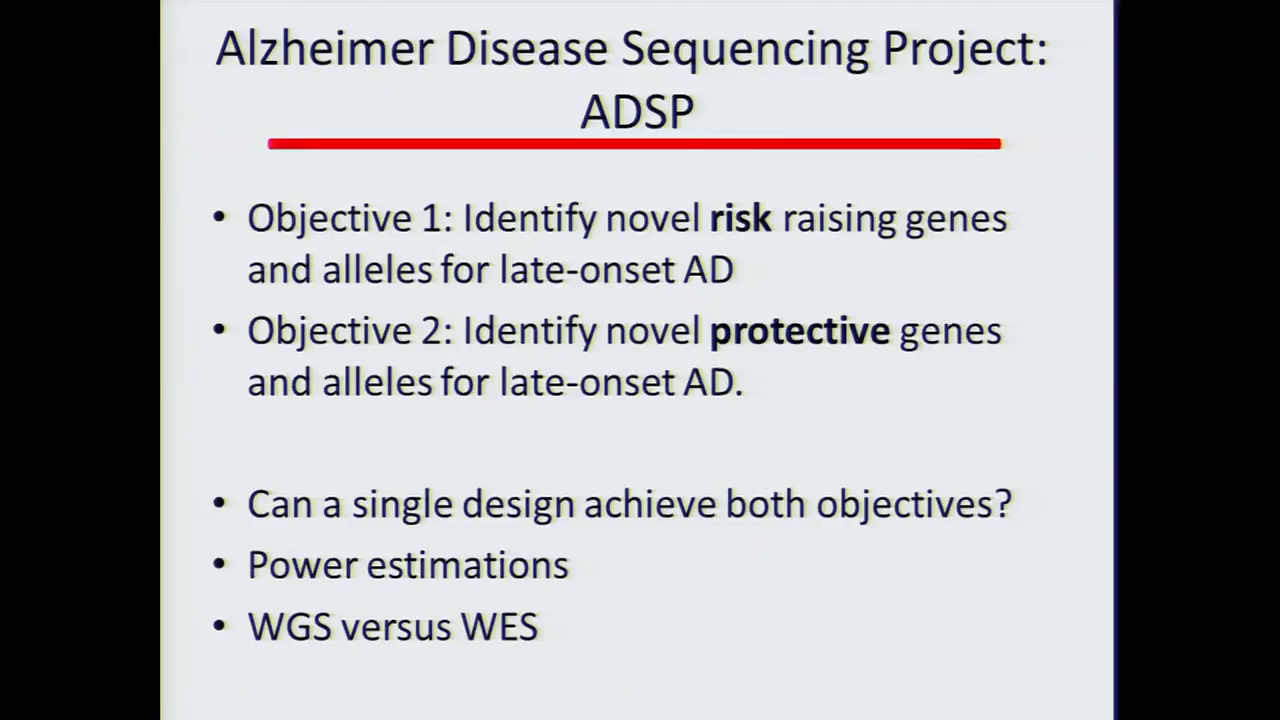 Alzheimer Disease Sequencing Project:
ADSP
• Objective 1: Identify novel risk raising genes
and alleles for late-onset AD
• Objective 2: Identify novel protective genes
and alleles for late-onset AD.
• Can a single design achieve both objectives?
• Power estimations
• WGS versus WES